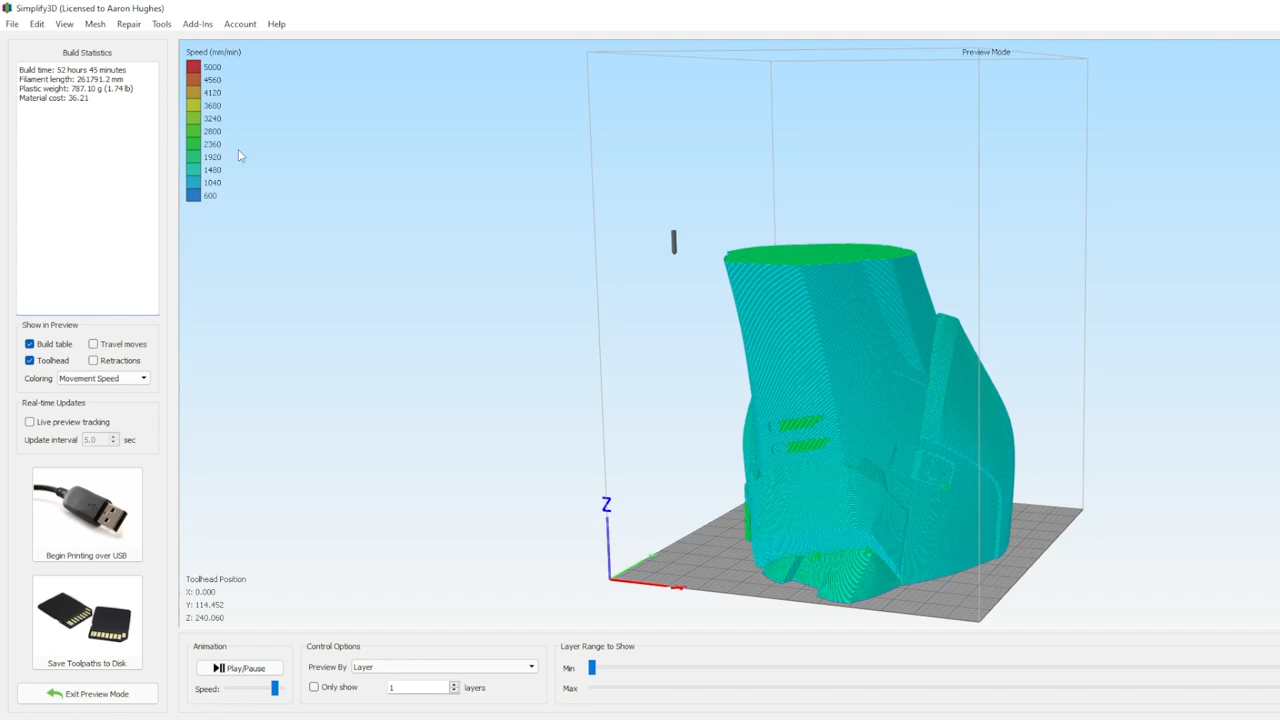 Simplify3D (Licensed to Aaron Hughes)
File Edit View Mesh Repair Tools Add-Ins Account Help
Build Statistics
Build time: 52 hours 45 minutes
Filament length: 261791.2 mm
Plastic weight: 787.10 g (1.74 lb)
Material cost: 36.21
Show in Preview
Build table Travel moves
Toolhead Retractions
Coloring Movement Speed
Real-time Updates
Live preview tracking
Update interval 5.0 sec
Begin Printing over USB
Save Toolpaths to Disk
Exit Preview Mode
Speed (mm/min)
5000
4560
4120
3680
3240
2800
2360
1920
1480
1040
600
Preview Mode
Z
Toolhead Position
X: 0.000
Y: 114.452
Z: 240.060
Animation
Play/Pause
Speed:
Control Options
Preview By Layer
Only show 1 layers
Layer Range to Show
Min
Max